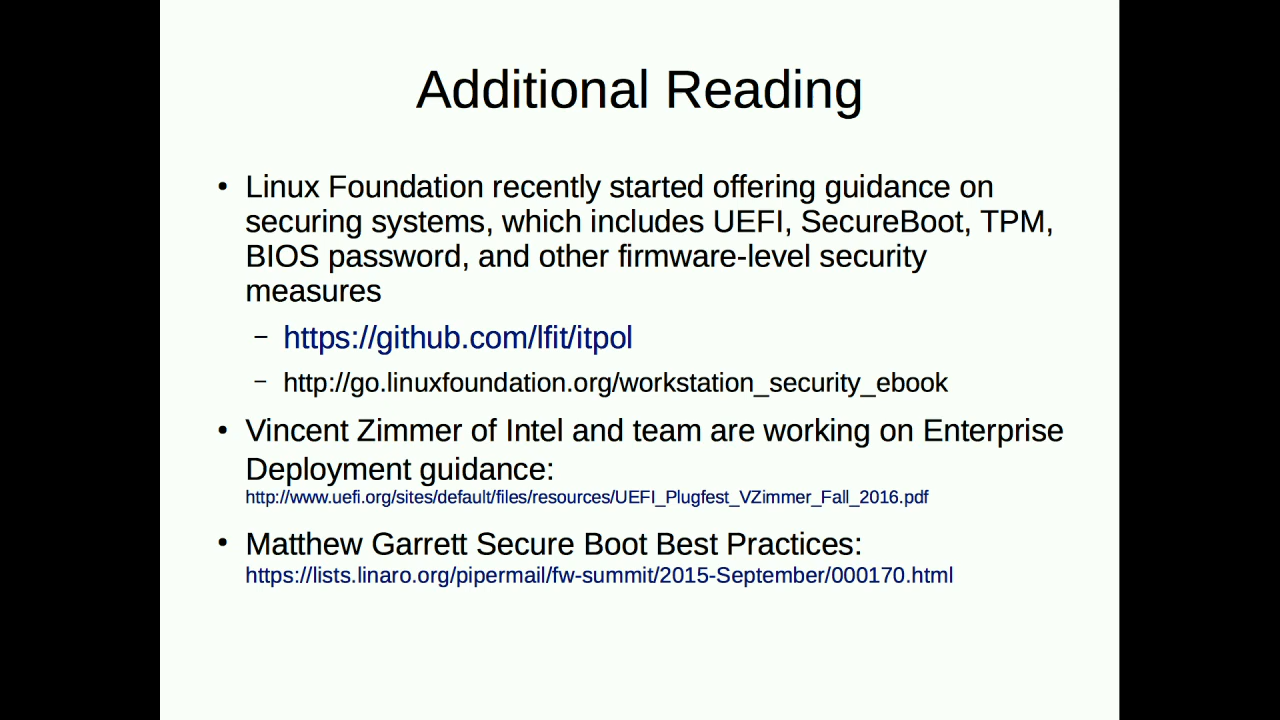 Additional Reading
• Linux Foundation recently started offering guidance on
securing systems, which includes UEFI, SecureBoot, TPM,
BIOS password, and other firmware-level security
measures
– https://github.com/lfit/itpol
– http://go.linuxfoundation.org/workstation_security_ebook
• Vincent Zimmer of Intel and team are working on Enterprise
Deployment guidance:
http://www.uefi.org/sites/default/files/resources/UEFI_Plugfest_VZimmer_Fall_2016.pdf
• Matthew Garrett Secure Boot Best Practices:
https://lists.linaro.org/pipermail/fw-summit/2015-September/000170.html